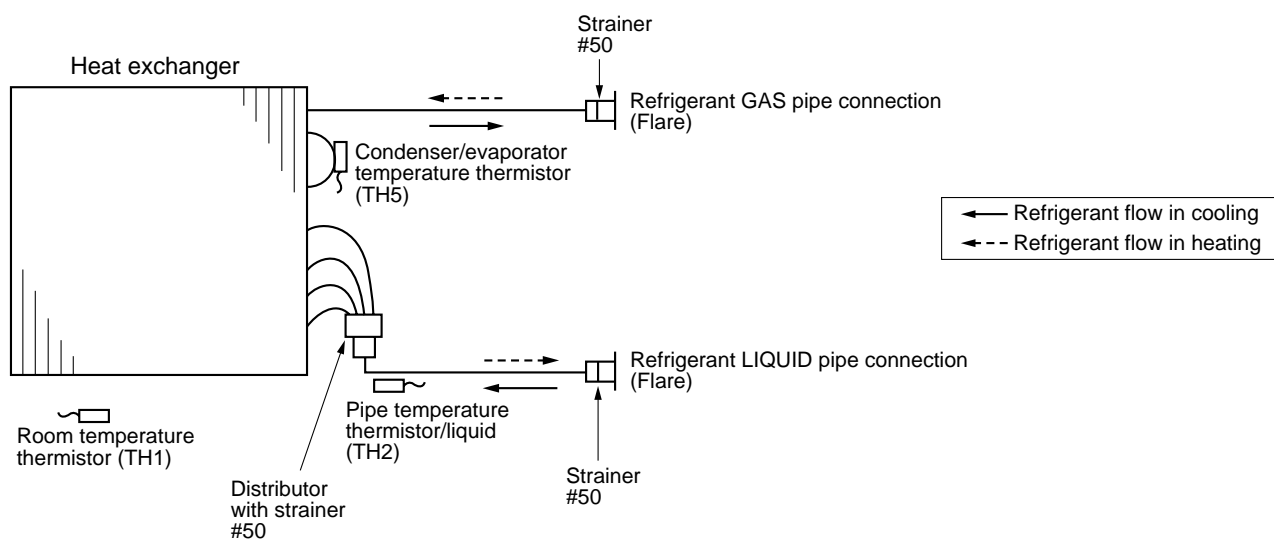 Strainer
#50
Heat exchanger
Refrigerant GAS pipe connection
(Flare)
Condenser/evaporator
temperature thermistor
(TH5)
Refrigerant flow in cooling
Refrigerant flow in heating
Refrigerant LIQUID pipe connection
(Flare)
Pipe temperature
thermistor/liquid
(TH2)
Room temperature
thermistor (TH1)
Strainer
#50
Distributor
with strainer
#50